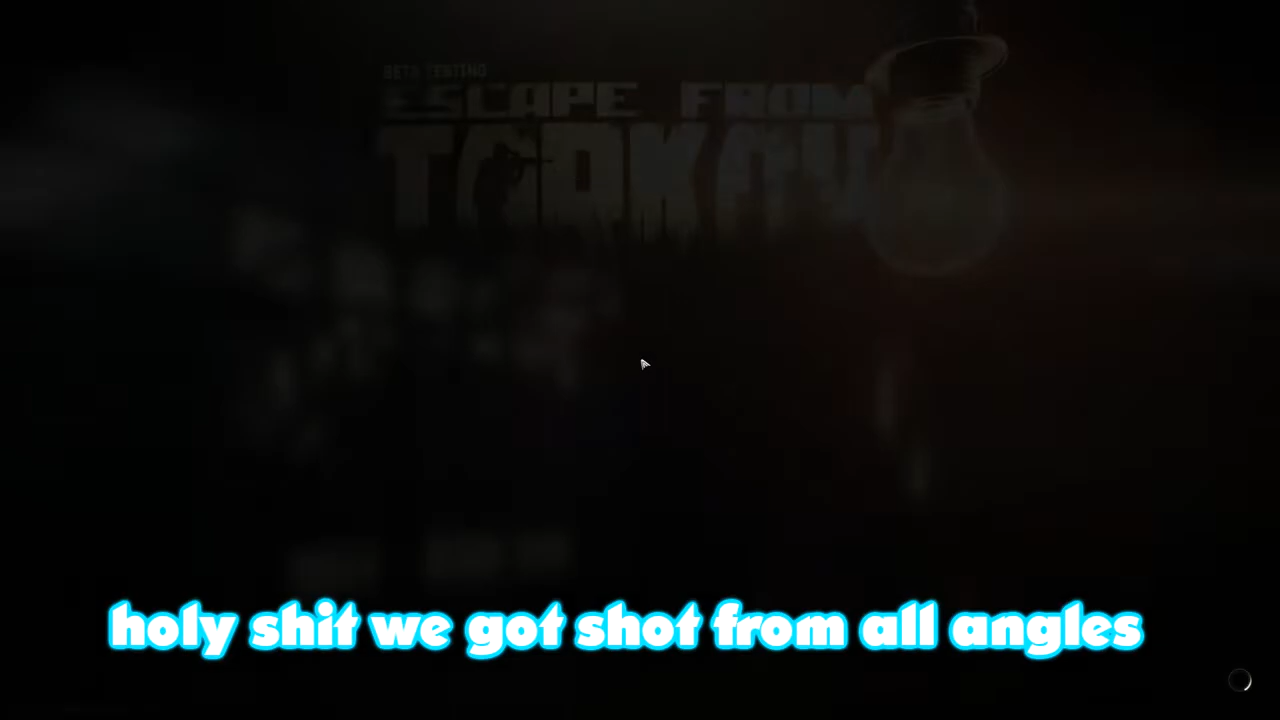 BETA TESTING
ESCAPE FROM
TARKOV
holy shit we got shot from all angles